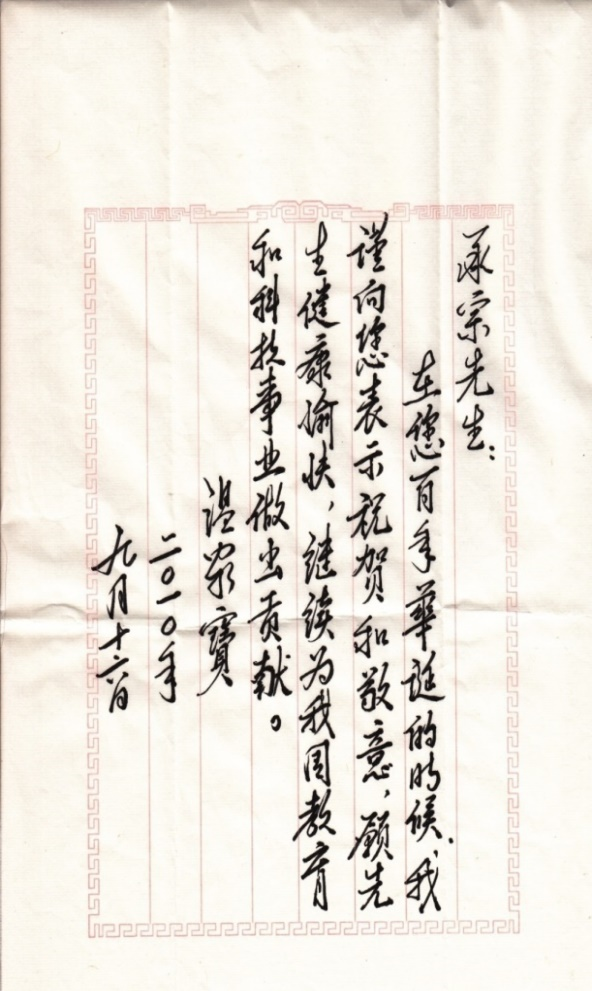 承宗先生：
在您百年华诞的时候，我
谨向您表示祝贺和敬意，愿先
生健康愉快，继续为我国教育
和科技事业做出贡献。
温家宝
二〇一〇年
九月十六日